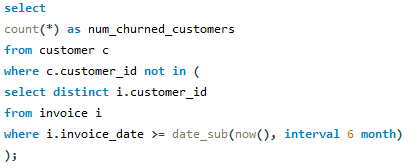 select
count(*) as num_churned_customers
from customer c
where c.customer_id not in (
select distinct i.customer_id
from invoice i
where i.invoice_date >= date_sub(now(), interval 6 month)
);